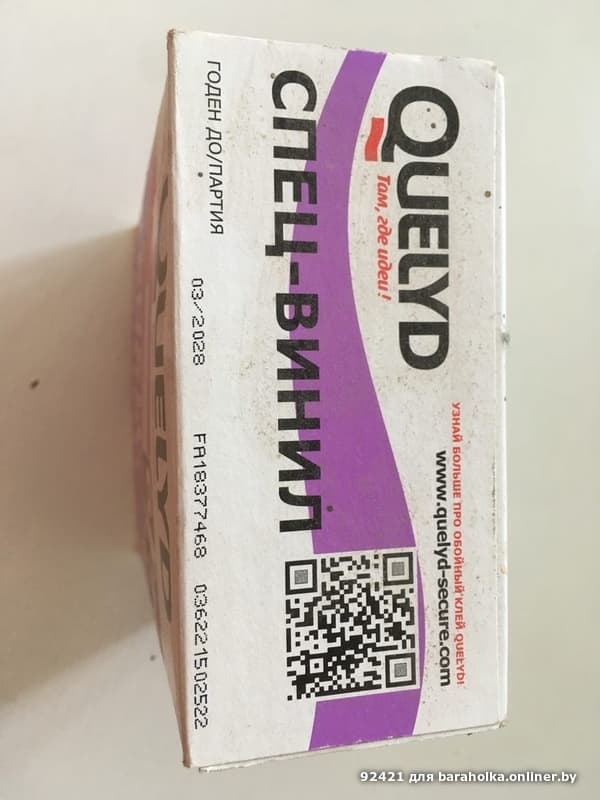 QUELYD
Там, где идеи!
УЗНАЙ БОЛЬШЕ ПРО ОБОЙНЫЙ КЛЕЙ QUELYD!
www.quelyd-secure.com
СПЕЦ-ВИНИЛ
ГОДЕН ДО/ПАРТИЯ
03/2028 FA18377468 036221502522
QUELYD
92421 для baraholka.onliner.by